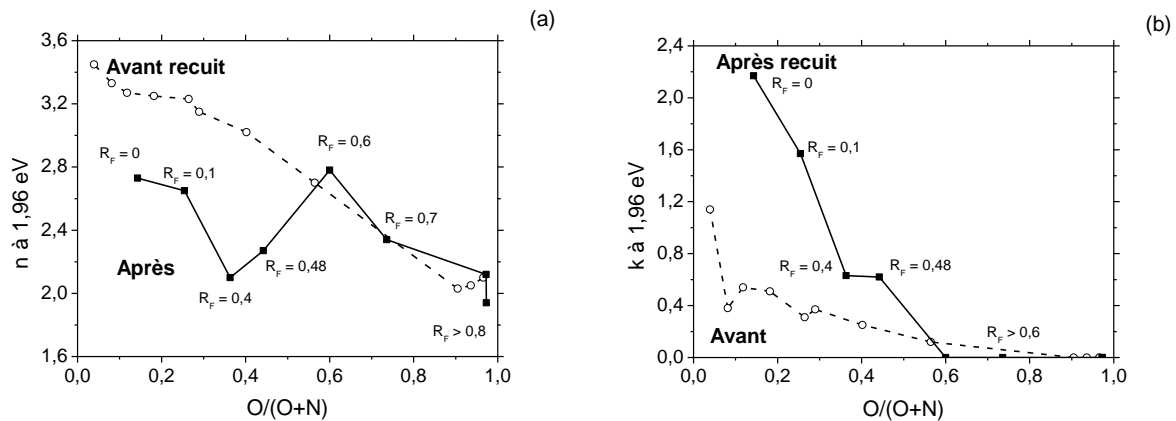 (a)
3,6
3,2
2,8
2,4
2,0
1,6
n à 1,96 eV
Avant recuit
R_F = 0
R_F = 0,1
R_F = 0,6
R_F = 0,7
Après
R_F = 0,48
R_F = 0,4
R_F > 0,8
0,0 0,2 0,4 0,6 0,8 1,0
O/(O+N)
(b)
2,4
2,0
1,6
1,2
0,8
0,4
0,0
k à 1,96 eV
Après recuit
R_F = 0
R_F = 0,1
R_F = 0,4
R_F = 0,48
R_F > 0,6
Avant
0,0 0,2 0,4 0,6 0,8 1,0
O/(O+N)